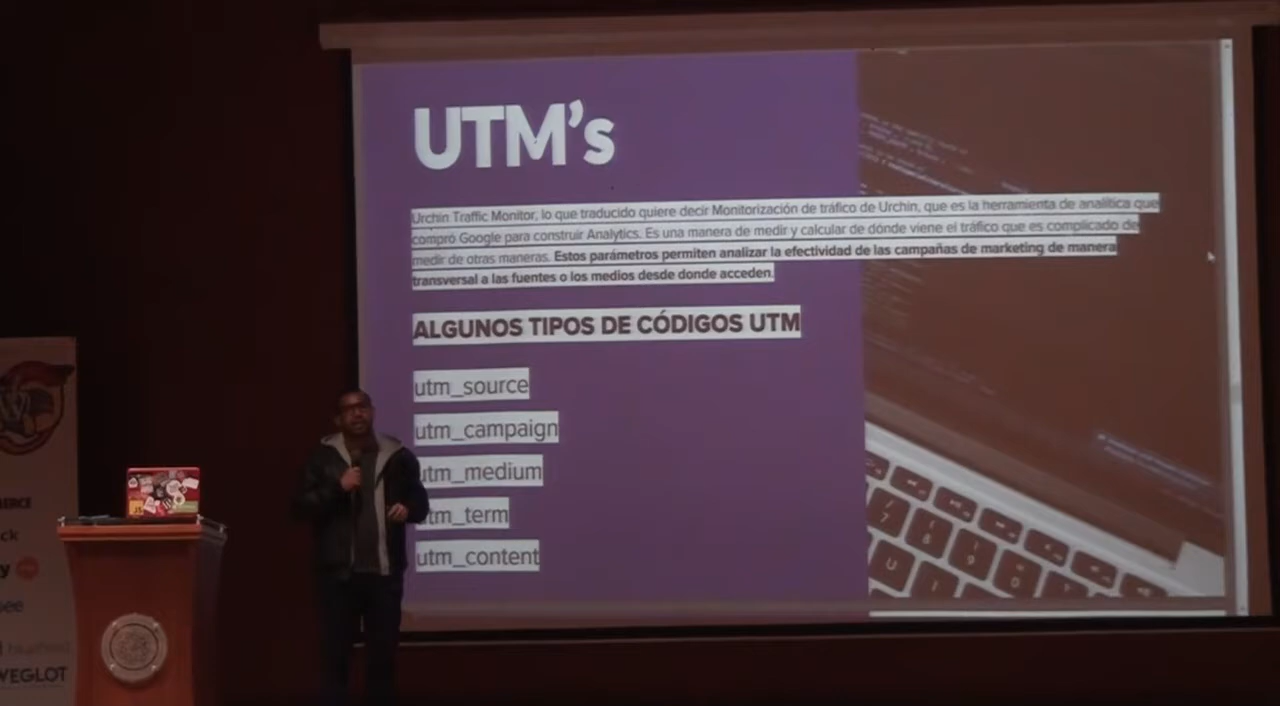 UTM's
Urchin Traffic Monitor, lo que traducido quiere decir Monitorización de tráfico de Urchin, que es la herramienta de analítica que
compró Google para construir Analytics. Es una manera de medir y calcular de dónde viene el tráfico que es complicado de
medir de otras maneras. Estos parámetros permiten analizar la efectividad de las campañas de marketing de manera
transversal a las fuentes o los medios desde donde acceden.
ALGUNOS TIPOS DE CÓDIGOS UTM
utm_source
utm_campaign
utm_medium
utm_term
utm_content
WEGLOT